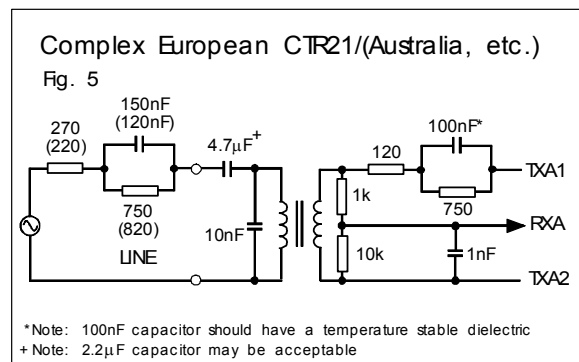 Complex European CTR21/(Australia, etc.)
Fig. 5
150nF
(120nF)
270
(220)
4.7µF+
100nF*
120
TXA1
1k
750
750
(820)
10nF
RXA
LINE
10k
1nF
TXA2
*Note: 100nF capacitor should have a temperature stable dielectric
+ Note: 2.2µF capacitor may be acceptable